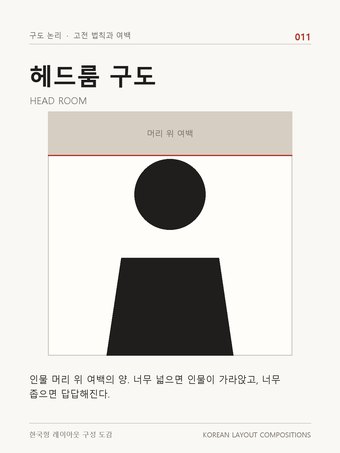 구도 논리 · 고전 법칙과 여백
011
헤드룸 구도
HEAD ROOM
머리 위 여백
인물 머리 위 여백의 양. 너무 넓으면 인물이 가라앉고, 너무
좁으면 답답해진다.
한국형 레이아웃 구성 도감
KOREAN LAYOUT COMPOSITIONS